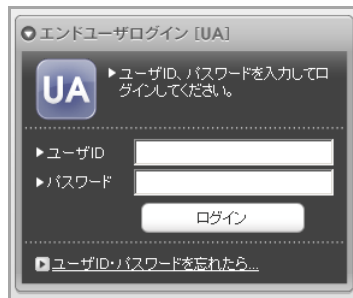 エンドユーザログイン [UA]
UA
ユーザID、パスワードを入力してロ
グインしてください。
ユーザID
パスワード
ログイン
ユーザID・パスワードを忘れたら...